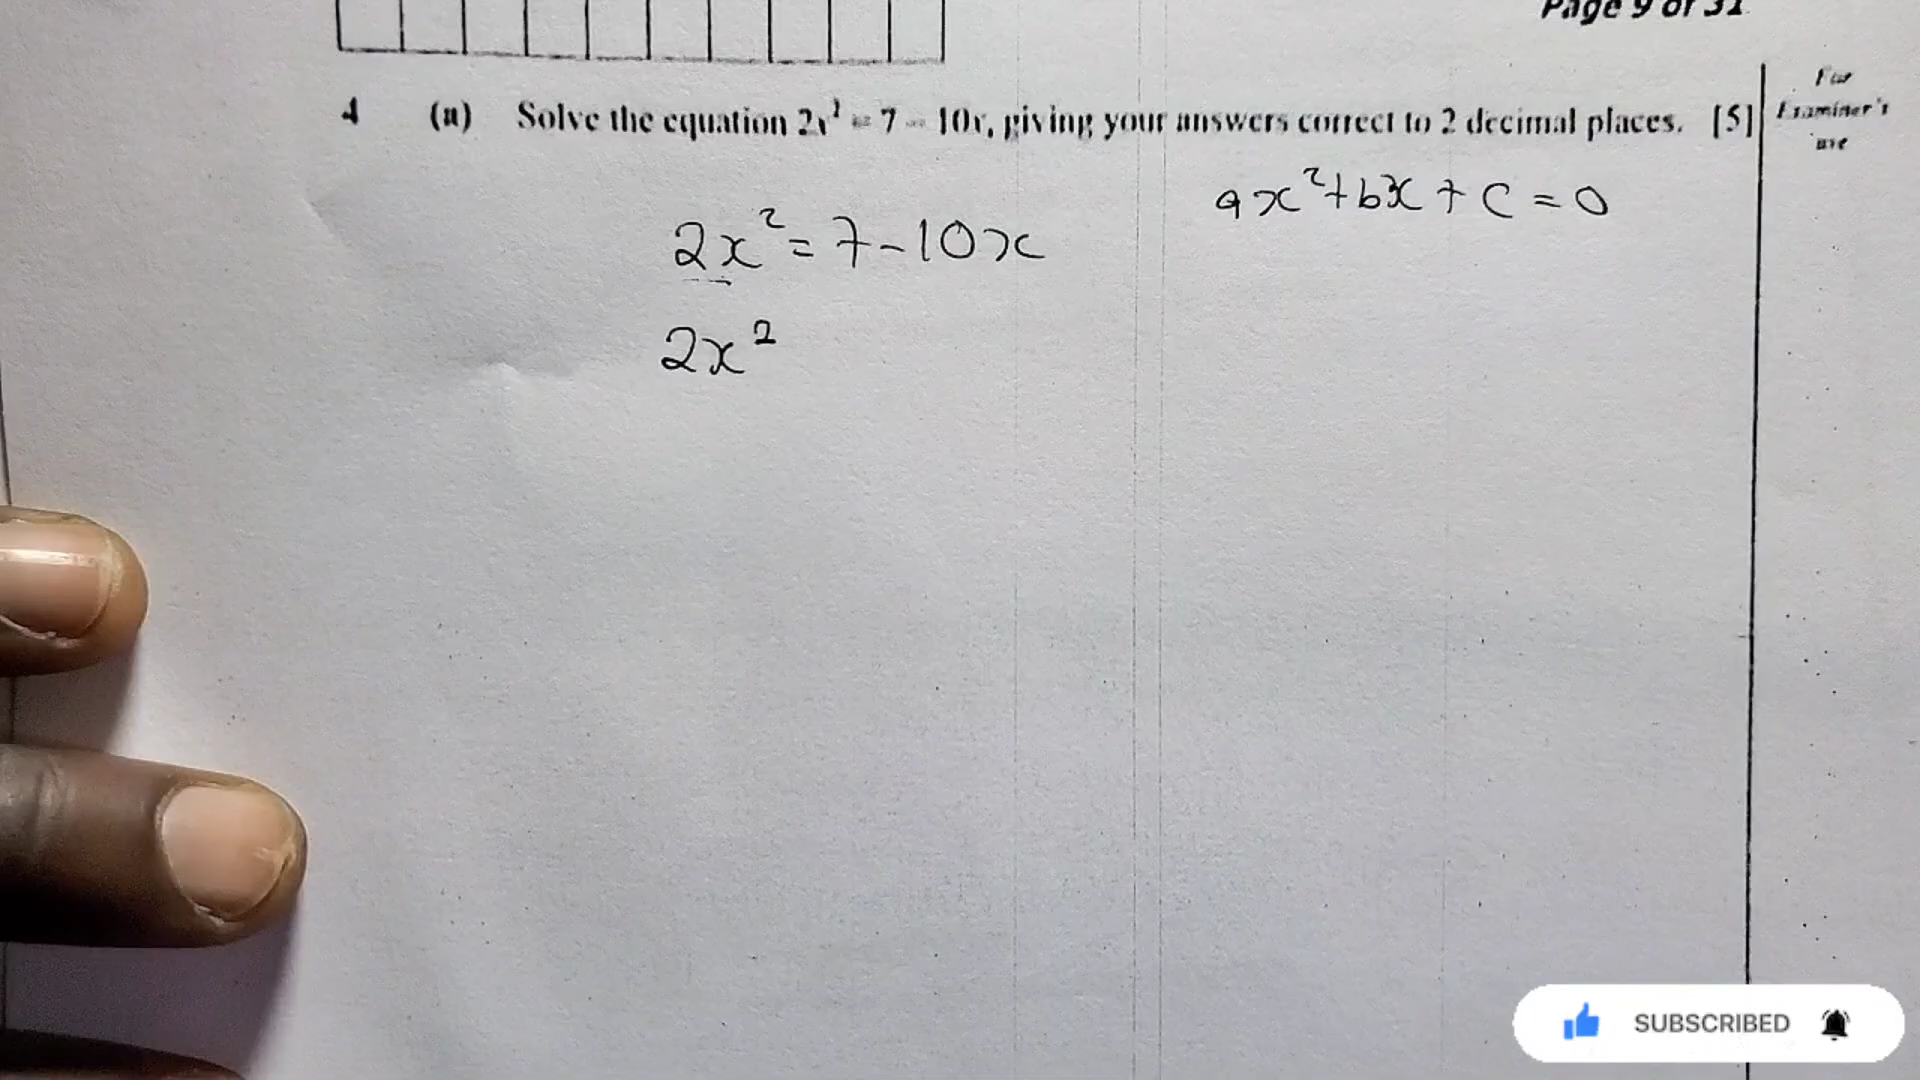 Page 9 of 31
For
Examiner's
use
4 (a) Solve the equation 2x² = 7 - 10x, giving your answers correct to 2 decimal places. [5]
ax² + bx + c = 0
2x² = 7 - 10x
2x²
SUBSCRIBED